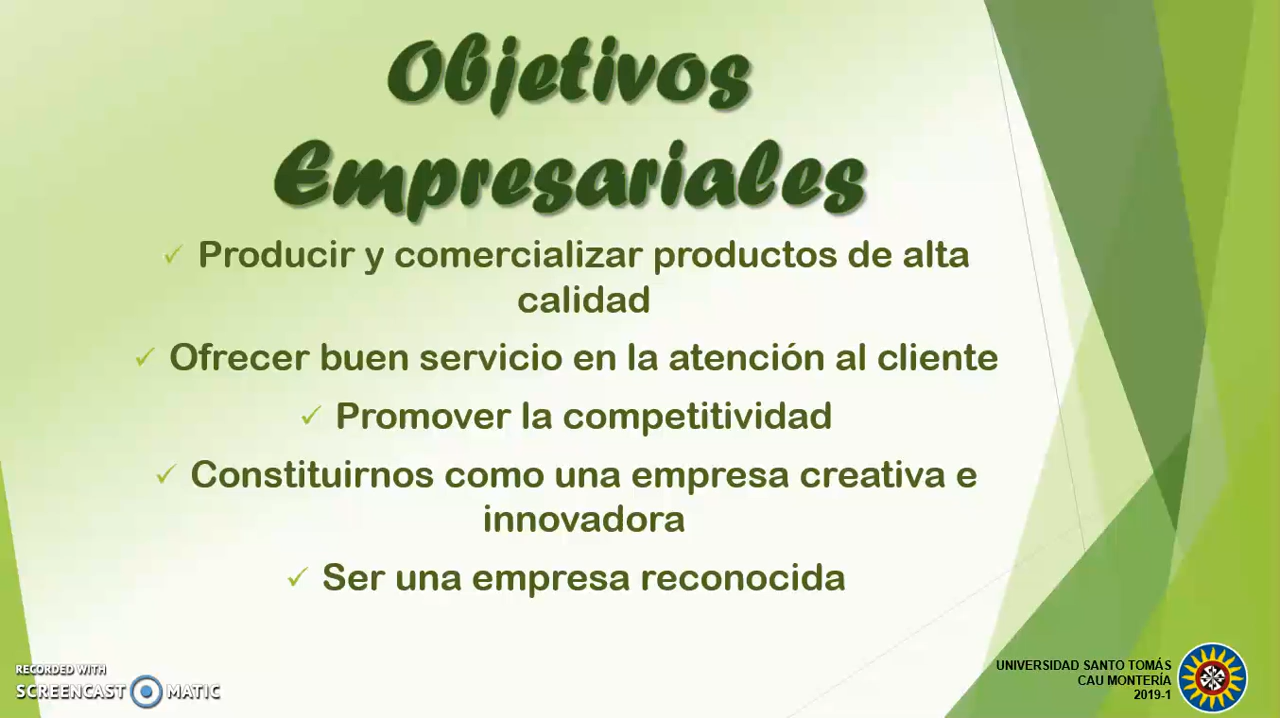 Objetivos
Empresariales
✓ Producir y comercializar productos de alta
calidad
✓ Ofrecer buen servicio en la atención al cliente
✓ Promover la competitividad
✓ Constituirnos como una empresa creativa e
innovadora
✓ Ser una empresa reconocida
RECORDED WITH
SCREENCAST MATIC
UNIVERSIDAD SANTO TOMÁS
CAU MONTERÍA
2019-1